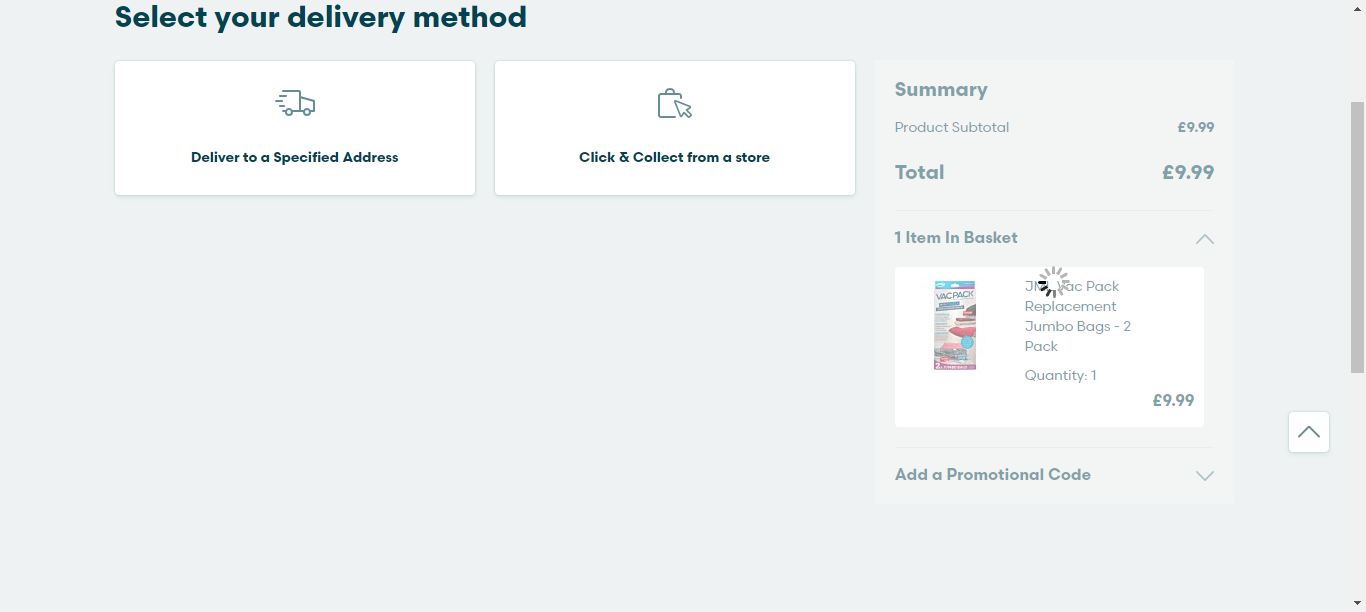 Select your delivery method
Deliver to a Specified Address
Click & Collect from a store
Summary
Product Subtotal £9.99
Total £9.99
1 Item In Basket
VACPACK
Vac Pack
Replacement
Jumbo Bags - 2
Pack
Quantity: 1
£9.99
Add a Promotional Code